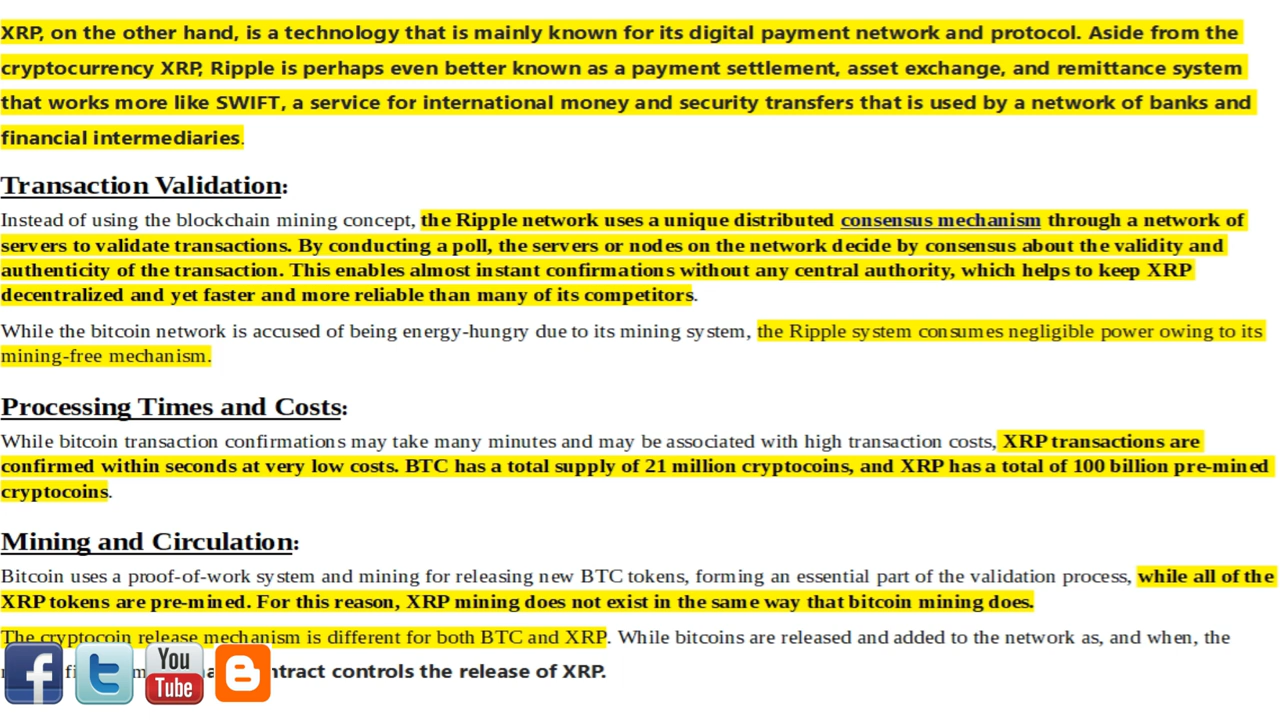 XRP, on the other hand, is a technology that is mainly known for its digital payment network and protocol. Aside from the
cryptocurrency XRP, Ripple is perhaps even better known as a payment settlement, asset exchange, and remittance system
that works more like SWIFT, a service for international money and security transfers that is used by a network of banks and
financial intermediaries.
Transaction Validation:
Instead of using the blockchain mining concept, the Ripple network uses a unique distributed consensus mechanism through a network of
servers to validate transactions. By conducting a poll, the servers or nodes on the network decide by consensus about the validity and
authenticity of the transaction. This enables almost instant confirmations without any central authority, which helps to keep XRP
decentralized and yet faster and more reliable than many of its competitors.
While the bitcoin network is accused of being energy-hungry due to its mining system, the Ripple system consumes negligible power owing to its
mining-free mechanism.
Processing Times and Costs:
While bitcoin transaction confirmations may take many minutes and may be associated with high transaction costs, XRP transactions are
confirmed within seconds at very low costs. BTC has a total supply of 21 million cryptocoins, and XRP has a total of 100 billion pre-mined
cryptocoins.
Mining and Circulation:
Bitcoin uses a proof-of-work system and mining for releasing new BTC tokens, forming an essential part of the validation process, while all of the
XRP tokens are pre-mined. For this reason, XRP mining does not exist in the same way that bitcoin mining does.
The cryptocoin release mechanism is different for both BTC and XRP. While bitcoins are released and added to the network as, and when, the
controls the release of XRP.
You
Tube